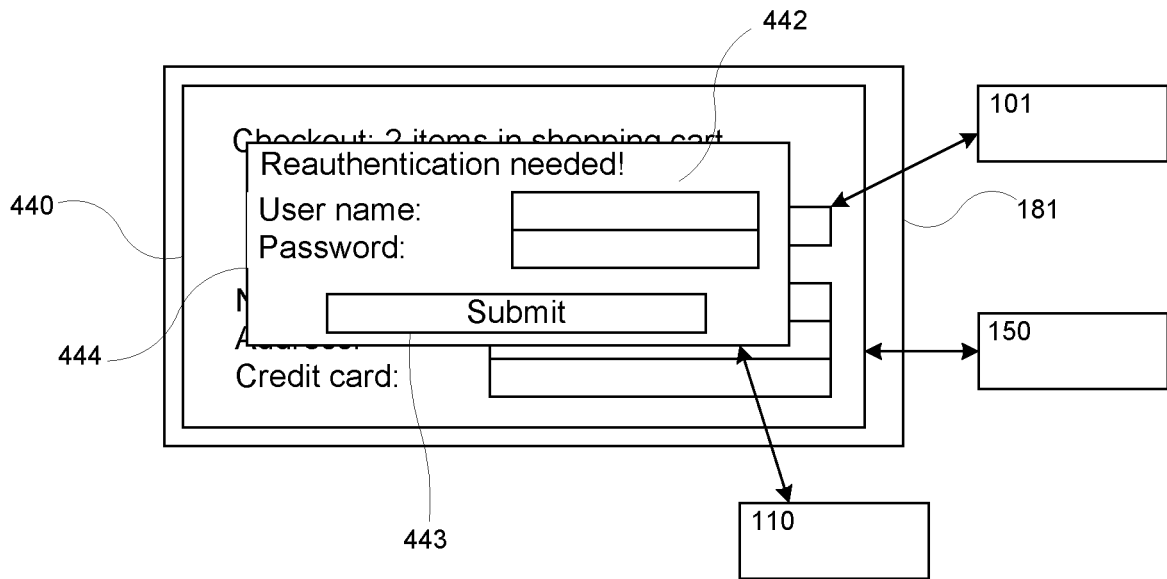 442
101
Checkout: 2 items in shopping cart
Reauthentication needed!
440
User name:
181
Password:
Submit
150
444
Credit card:
110
443